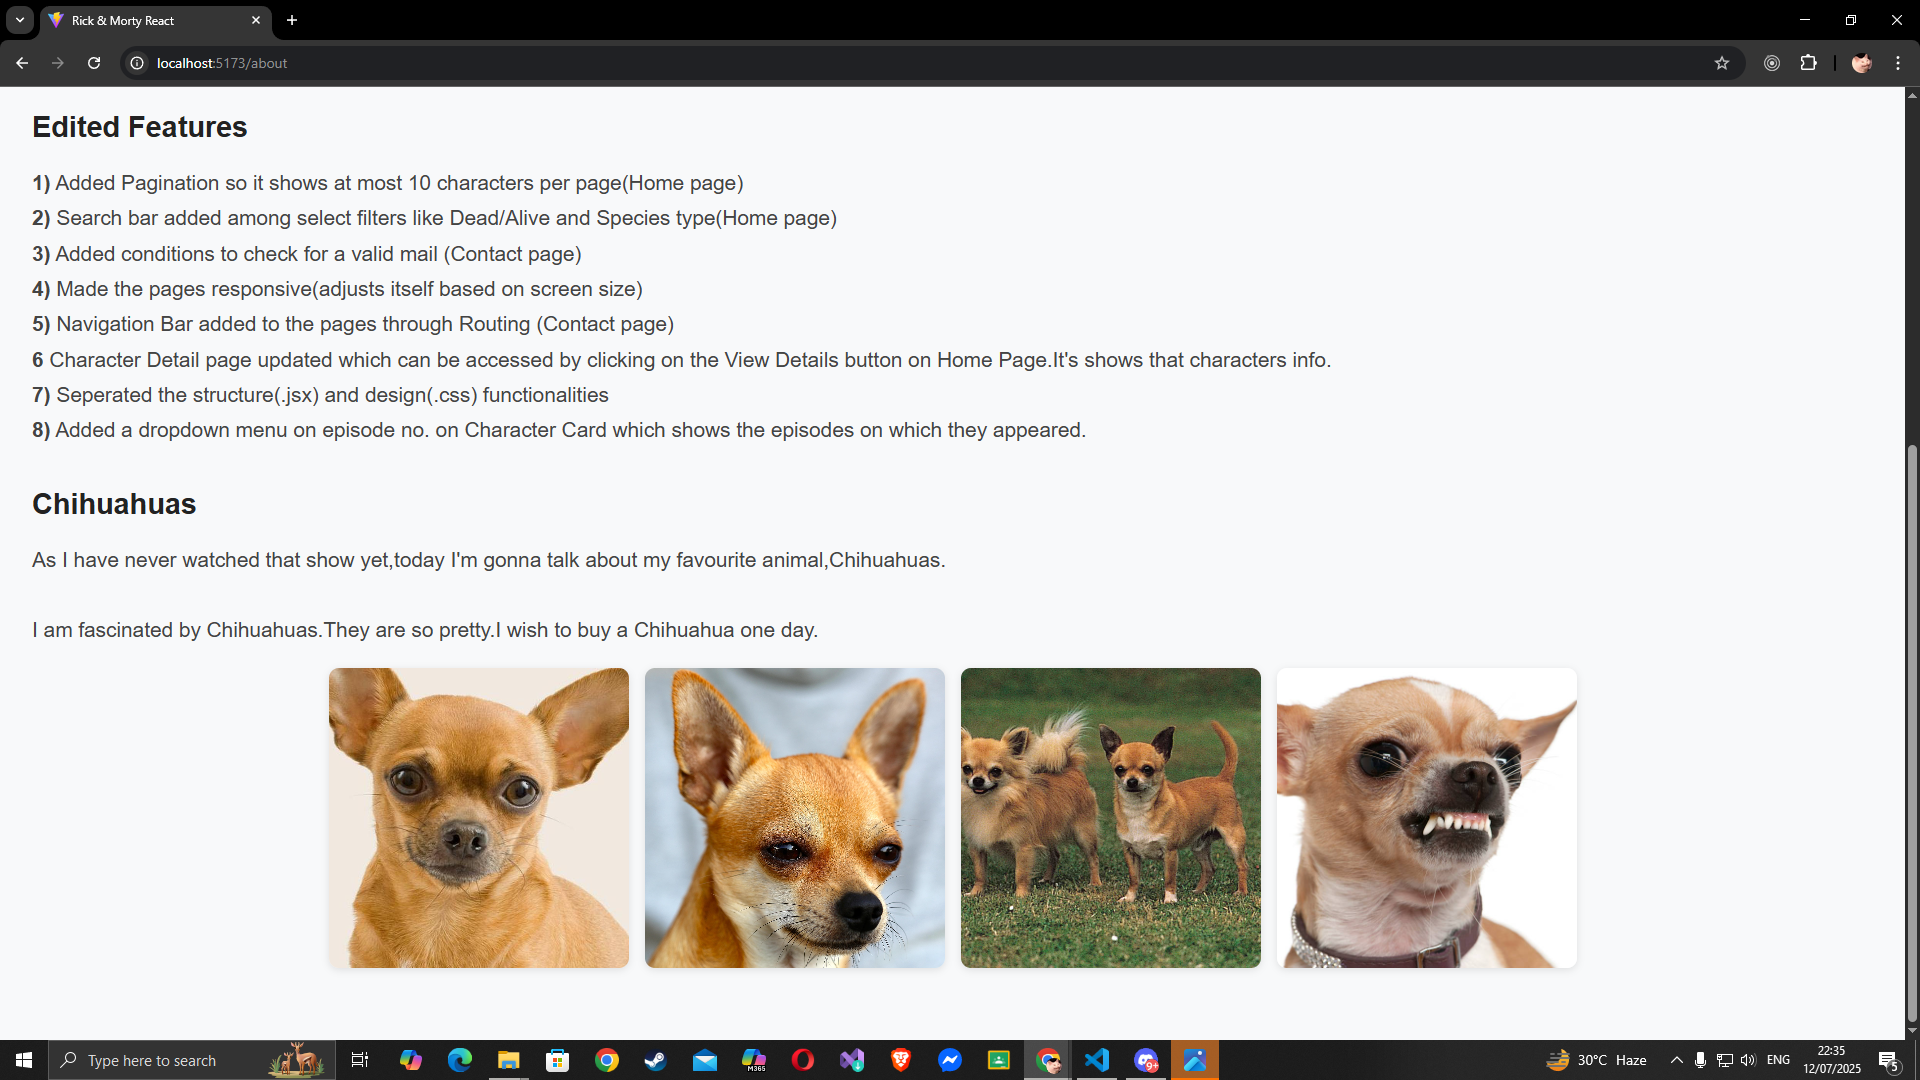 Rick & Morty React
localhost:5173/about
Edited Features
1) Added Pagination so it shows at most 10 characters per page(Home page)
2) Search bar added among select filters like Dead/Alive and Species type(Home page)
3) Added conditions to check for a valid mail (Contact page)
4) Made the pages responsive(adjusts itself based on screen size)
5) Navigation Bar added to the pages through Routing (Contact page)
6 Character Detail page updated which can be accessed by clicking on the View Details button on Home Page.It's shows that characters info.
7) Seperated the structure(.jsx) and design(.css) functionalities
8) Added a dropdown menu on episode no. on Character Card which shows the episodes on which they appeared.
Chihuahuas
As I have never watched that show yet,today I'm gonna talk about my favourite animal,Chihuahuas.
I am fascinated by Chihuahuas.They are so pretty.I wish to buy a Chihuahua one day.
Type here to search
M365
9+
30°C Haze
ENG
22:35
12/07/2025
5